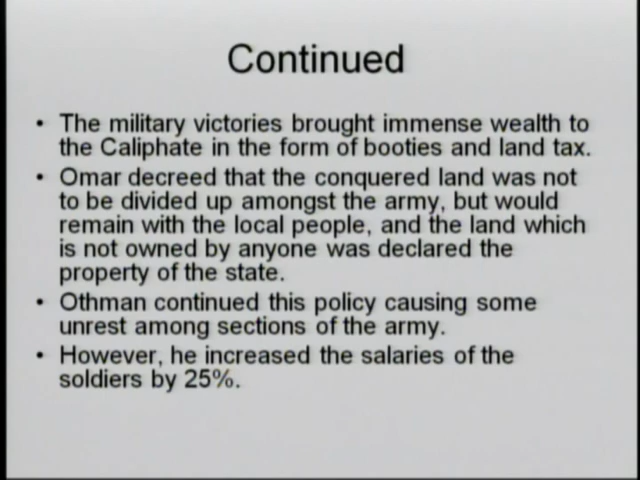 Continued
• The military victories brought immense wealth to
the Caliphate in the form of booties and land tax.
• Omar decreed that the conquered land was not
to be divided up amongst the army, but would
remain with the local people, and the land which
is not owned by anyone was declared the
property of the state.
• Othman continued this policy causing some
unrest among sections of the army.
• However, he increased the salaries of the
soldiers by 25%.